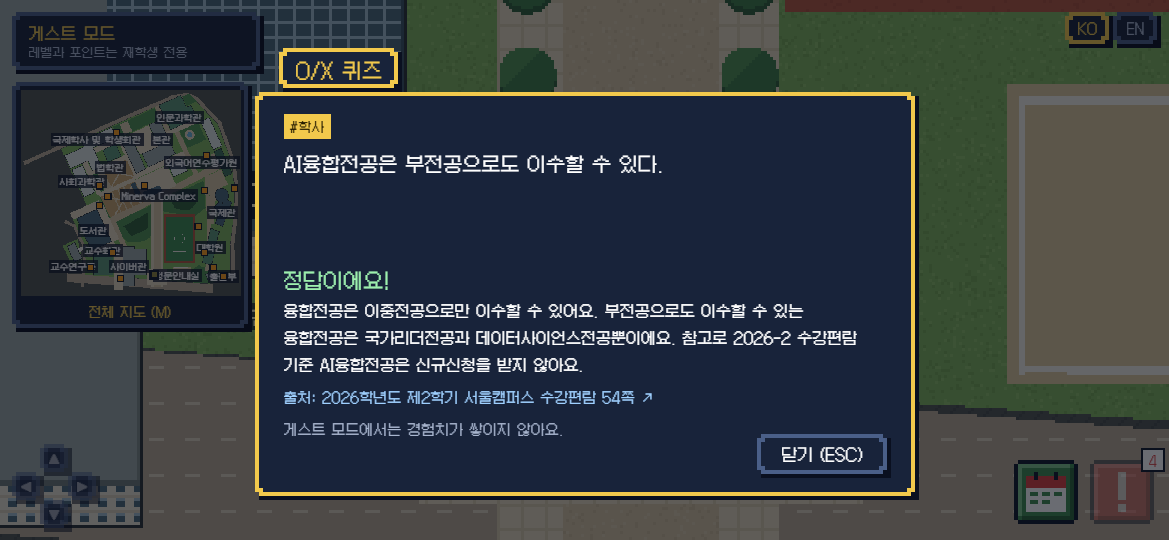 게스트 모드
레벨과 포인트는 재학생 전용
KO
EN
O/X 퀴즈
#학사
AI융합전공은 부전공으로도 이수할 수 있다.
정답이에요!
융합전공은 이중전공으로만 이수할 수 있어요. 부전공으로도 이수할 수 있는
융합전공은 국가리더전공과 데이터사이언스전공뿐이에요. 참고로 2026-2 수강편람
기준 AI융합전공은 신규신청을 받지 않아요.
출처: 2026학년도 제2학기 서울캠퍼스 수강편람 54쪽 ↗
게스트 모드에서는 경험치가 쌓이지 않아요.
닫기 (ESC)
인문과학관
국제학사 및 학생회관
본관
법학관
외국어연수평가원
사회과학관
Minerva Complex
국제관
도서관
교수회관
대학원
교수연구동
사이버관
정문안내실
전체 지도 (M)
4